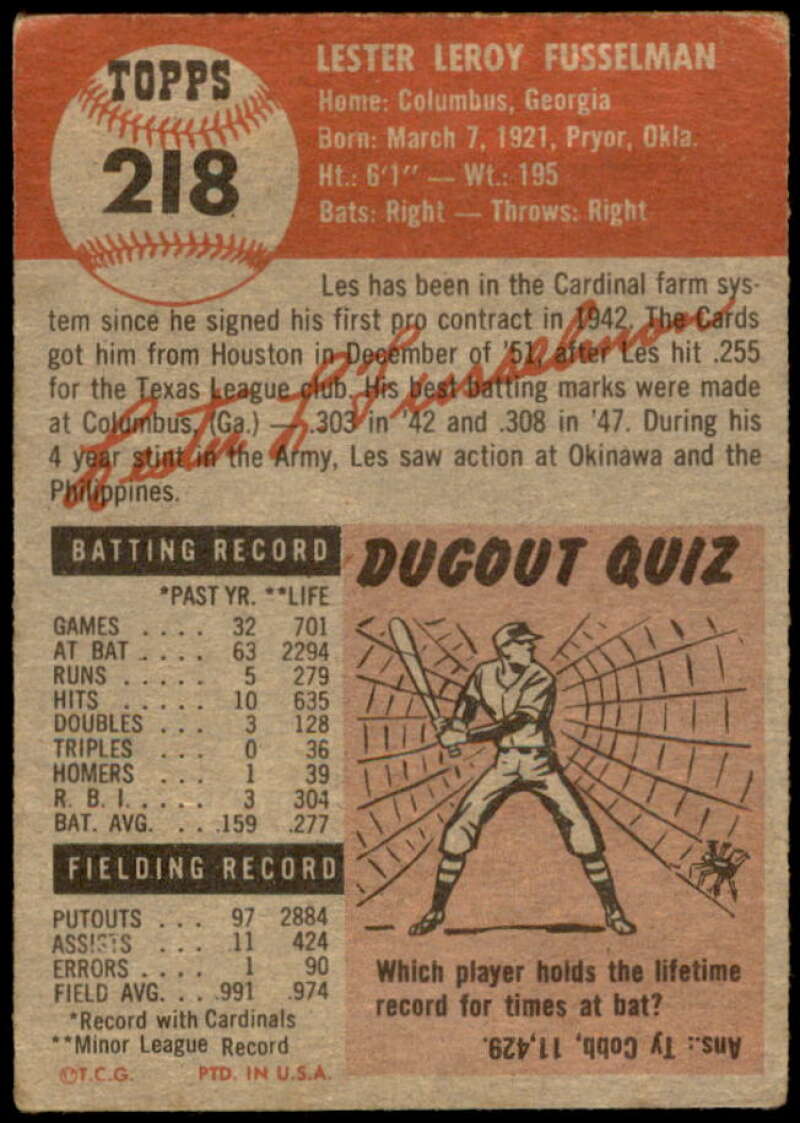 TOPPS
218
LESTER LEROY FUSSELMAN
Home: Columbus, Georgia
Born: March 7, 1921, Pryor, Okla.
Ht.: 6'1" — Wt.: 195
Bats: Right — Throws: Right
Les has been in the Cardinal farm sys-
tem since he signed his first pro contract in 1942. The Cards
got him from Houston in December of '51, after Les hit .255
for the Texas League club. His best batting marks were made
at Columbus, (Ga.) — .303 in '42 and .308 in '47. During his
4 year stint in the Army, Les saw action at Okinawa and the
Philippines.
Lester L Fusselman
BATTING RECORD
*PAST YR. **LIFE
GAMES . . . . 32 701
AT BAT . . . . 63 2294
RUNS . . . . . 5 279
HITS . . . . . 10 635
DOUBLES . . . 3 128
TRIPLES . . . 0 36
HOMERS . . . 1 39
R. B. I. . . . . 3 304
BAT. AVG. . . .159 .277
FIELDING RECORD
PUTOUTS . . . 97 2884
ASSISTS . . . 11 424
ERRORS . . . . 1 90
FIELD AVG. . . .991 .974
*Record with Cardinals
**Minor League Record
©T.C.G. PTD. IN U.S.A.
DUGOUT QUIZ
Which player holds the lifetime
record for times at bat?
Ans.: Ty Cobb, 11,429.